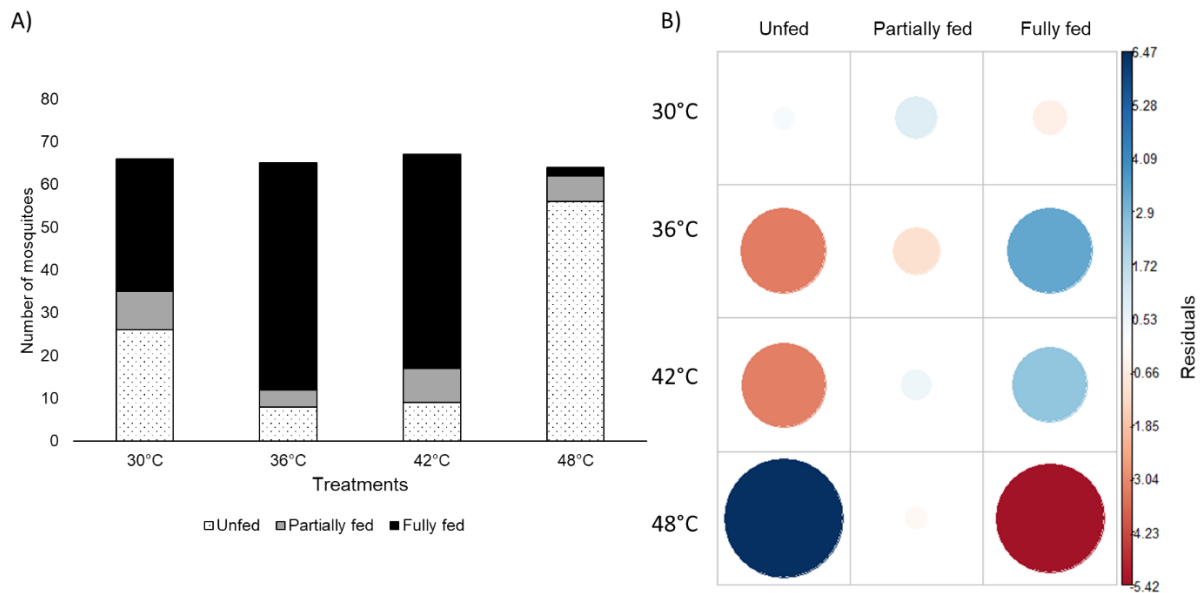 A)
Number of mosquitoes
80
70
60
50
40
30
20
10
0
30°C 36°C 42°C 48°C
Treatments
Unfed Partially fed Fully fed
B)
Unfed Partially fed Fully fed
30°C
36°C
42°C
48°C
6.47
5.28
4.09
2.9
1.72
0.53
-0.66
-1.85
-3.04
-4.23
-5.42
Residuals